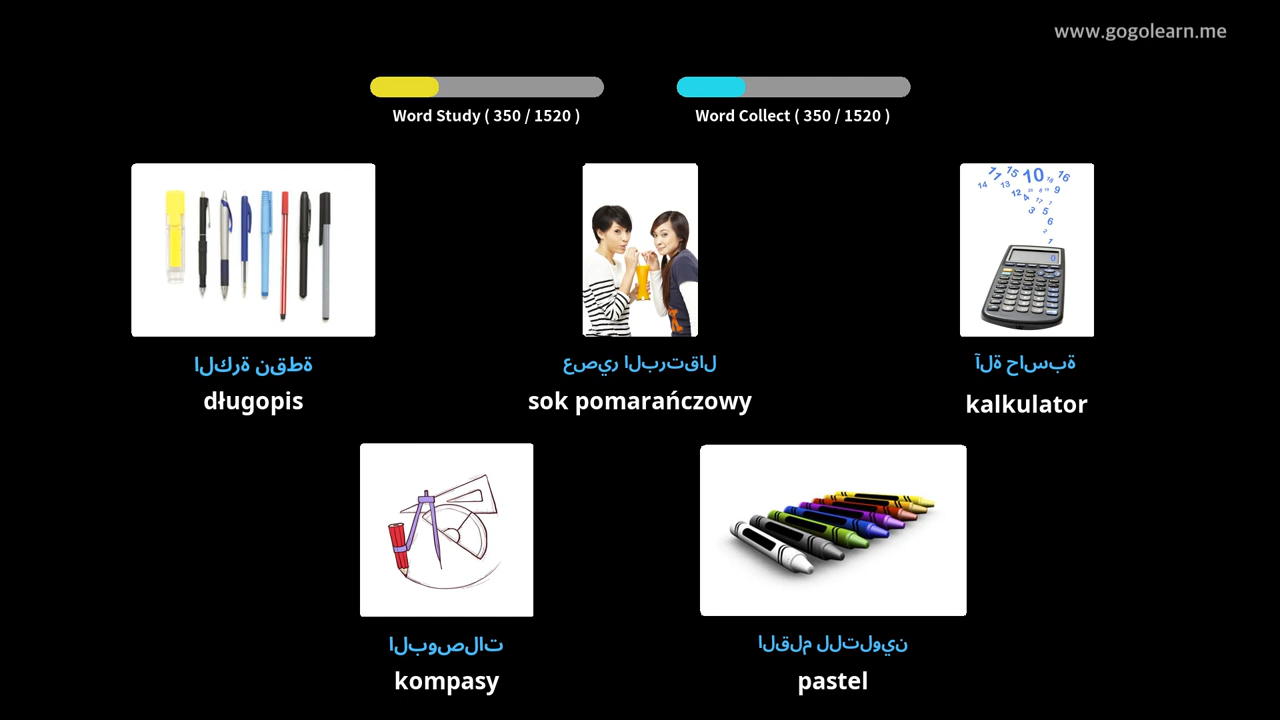 www.gogolearn.me
Word Study ( 350 / 1520 )
Word Collect ( 350 / 1520 )
الكرة نقطة
długopis
عصير البرتقال
sok pomarańczowy
آلة حاسبة
kalkulator
البوصلات
kompasy
القلم للتلوين
pastel